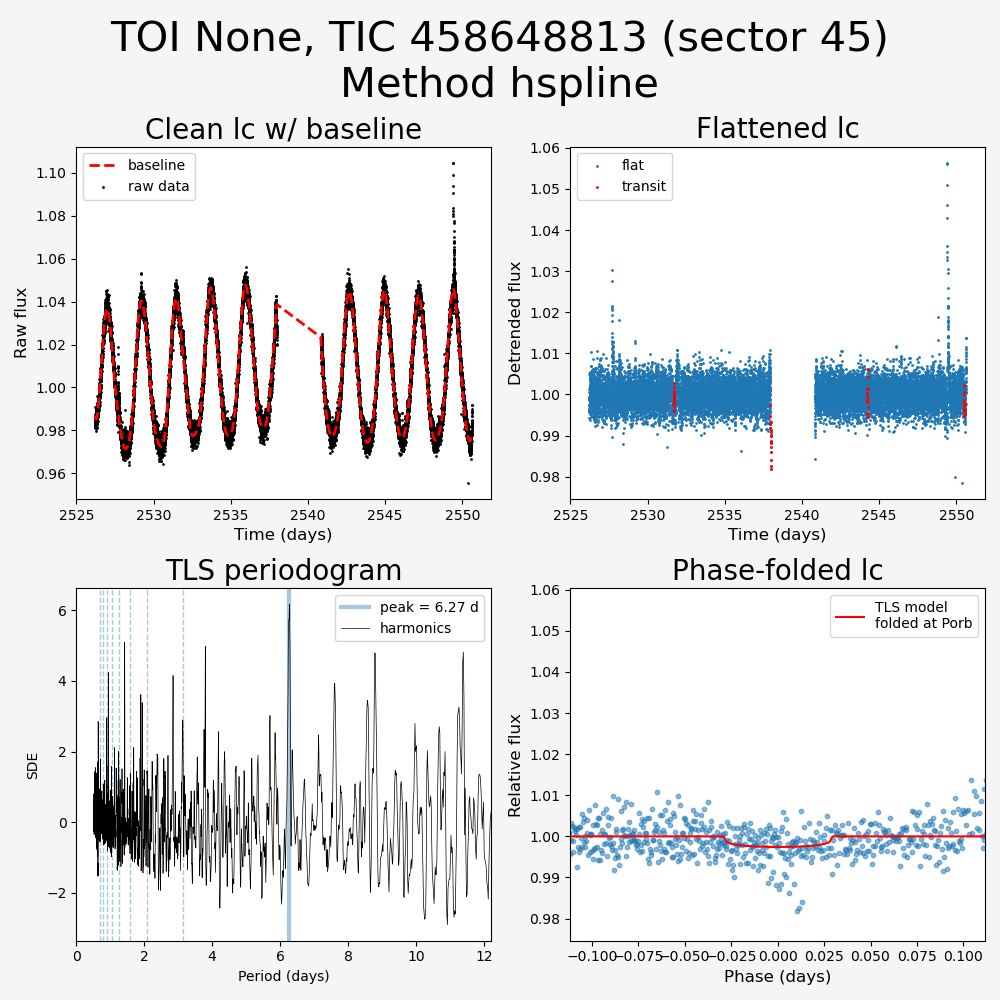 TOI None, TIC 458648813 (sector 45)
Method hspline
Clean lc w/ baseline
baseline
raw data
1.10
1.08
1.06
1.04
1.02
1.00
0.98
0.96
Raw flux
2525
2530
2535
2540
2545
2550
Time (days)
Flattened lc
flat
transit
1.06
1.05
1.04
1.03
1.02
1.01
1.00
0.99
0.98
Detrended flux
2525
2530
2535
2540
2545
2550
Time (days)
TLS periodogram
peak = 6.27 d
harmonics
6
4
2
0
−2
SDE
0
2
4
6
8
10
12
Period (days)
Phase-folded lc
TLS model
folded at Porb
1.06
1.05
1.04
1.03
1.02
1.01
1.00
0.99
0.98
Relative flux
−0.100
−0.075
−0.050
−0.025
0.000
0.025
0.050
0.075
0.100
Phase (days)